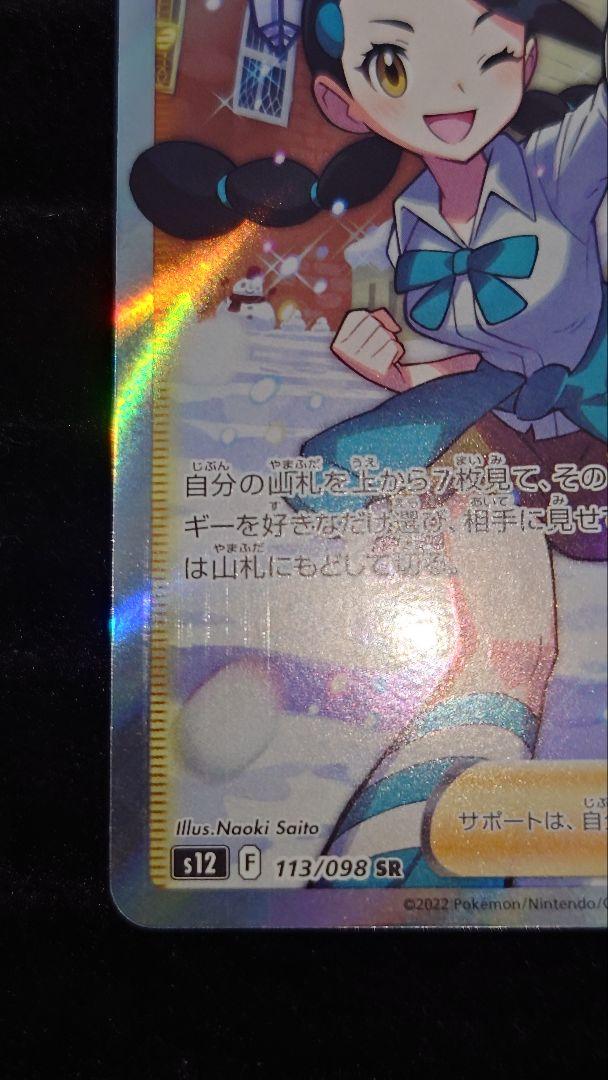 自分の山札を上から7枚見て、その
ギーを好きなだけ選び、相手に見せ
は山札にもどして切る。
Illus.Naoki Saito
サポートは、自分
s12 F 113/098 SR
©2022 Pokémon/Nintendo/C